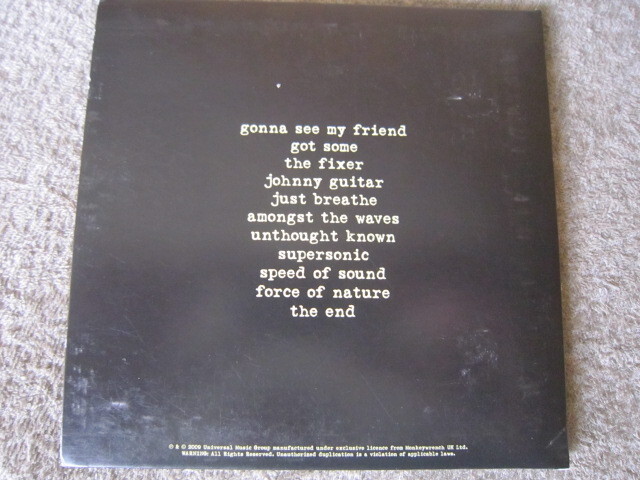 gonna see my friend
got some
the fixer
johnny guitar
just breathe
amongst the waves
unthought known
supersonic
speed of sound
force of nature
the end
℗ & © 2009 Universal Music Group manufactured under exclusive licence from Monkeywrench UK Ltd.
WARNING: All Rights Reserved. Unauthorized duplication is a violation of applicable laws.